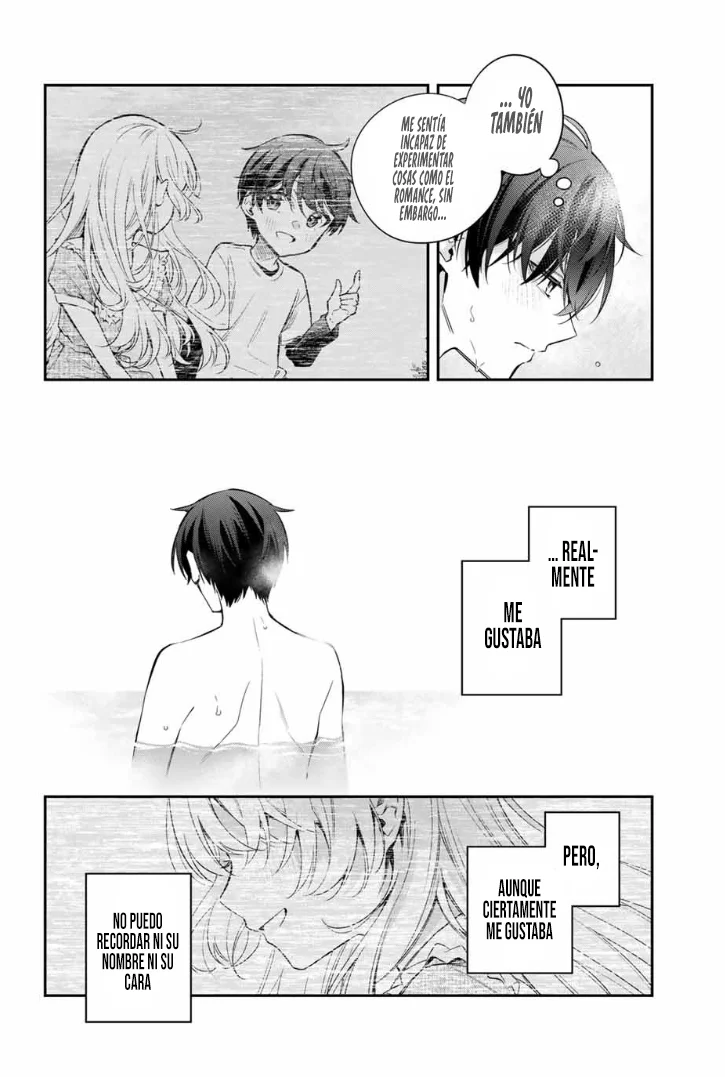 ... YO
TAMBIÉN
ME SENTÍA
INCAPAZ DE
EXPERIMENTAR
COSAS COMO EL
ROMANCE, SIN
EMBARGO...
... REAL-
MENTE
ME
GUSTABA
PERO,
AUNQUE
CIERTAMENTE
ME GUSTABA
NO PUEDO
RECORDAR NI SU
NOMBRE NI SU
CARA